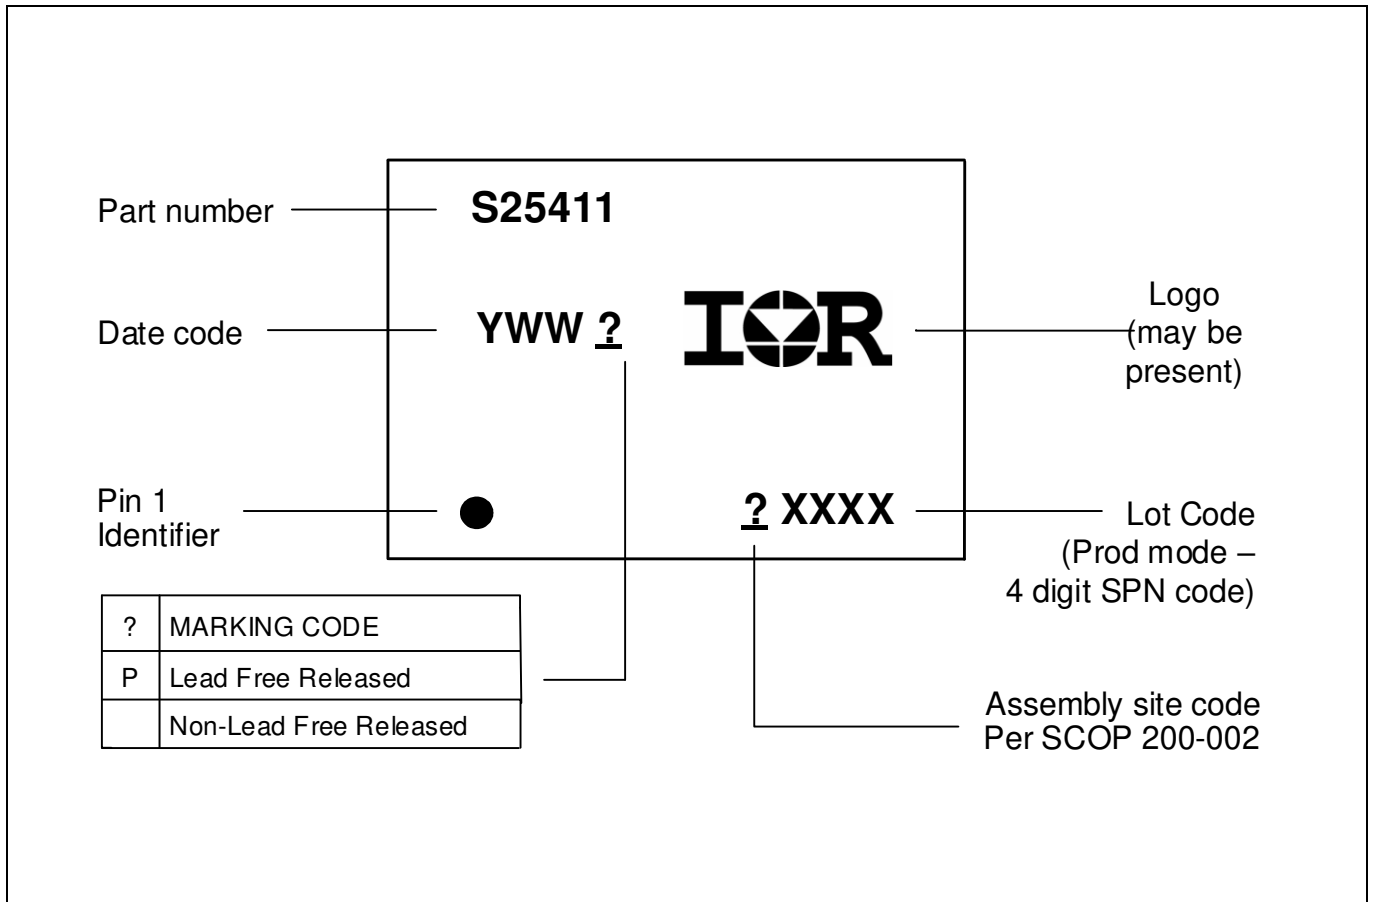 Part number
S25411
Date code
YWW ?
IOR
Logo
(may be
present)
Pin 1
Identifier
? XXXX
Lot Code
(Prod mode –
4 digit SPN code)
? MARKING CODE
P Lead Free Released
Non-Lead Free Released
Assembly site code
Per SCOP 200-002